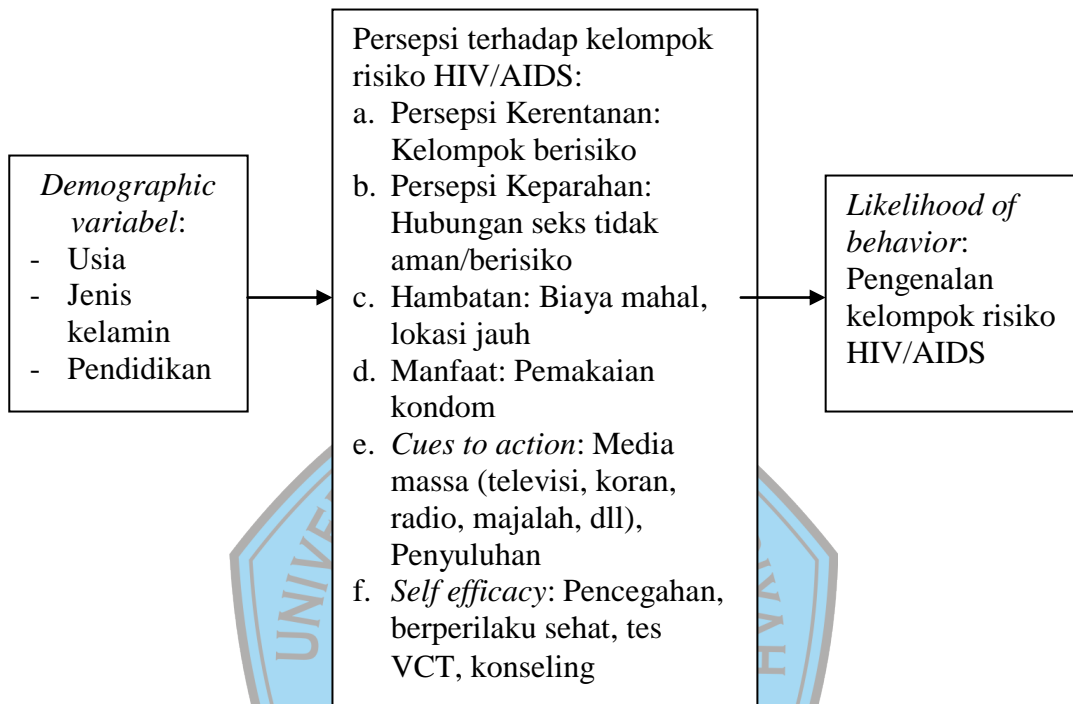 Demographic
variabel:
- Usia
- Jenis
kelamin
- Pendidikan
Persepsi terhadap kelompok
risiko HIV/AIDS:
a. Persepsi Kerentanan:
Kelompok berisiko
b. Persepsi Keparahan:
Hubungan seks tidak
aman/berisiko
c. Hambatan: Biaya mahal,
lokasi jauh
d. Manfaat: Pemakaian
kondom
e. Cues to action: Media
massa (televisi, koran,
radio, majalah, dll),
Penyuluhan
f. Self efficacy: Pencegahan,
berperilaku sehat, tes
VCT, konseling
Likelihood of
behavior:
Pengenalan
kelompok risiko
HIV/AIDS